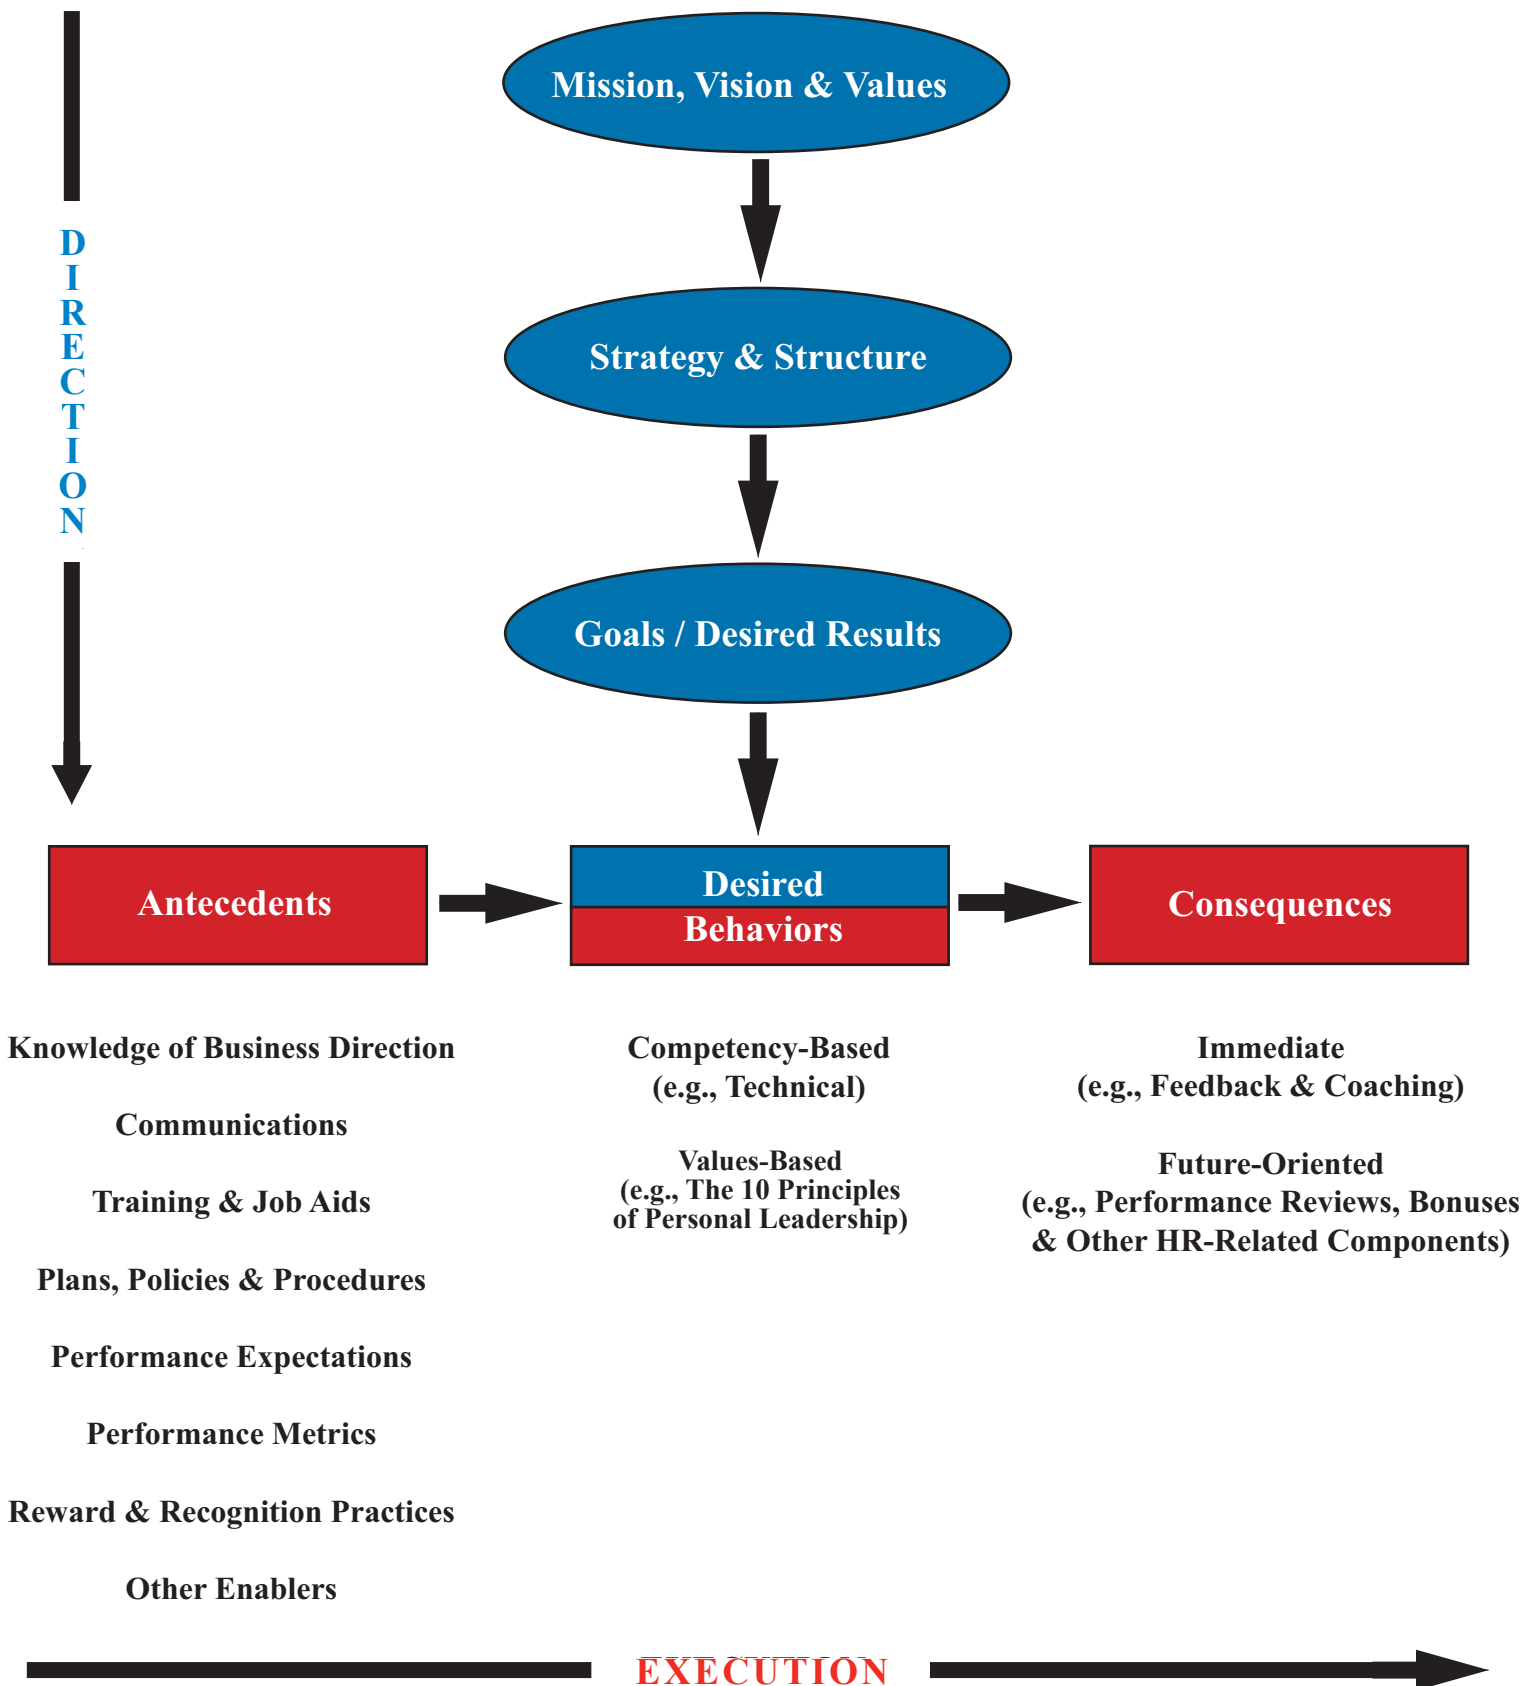 Mission, Vision & Values
DIRECTION
Strategy & Structure
Goals / Desired Results
Antecedents
Desired
Behaviors
Consequences
Knowledge of Business Direction
Communications
Training & Job Aids
Plans, Policies & Procedures
Performance Expectations
Performance Metrics
Reward & Recognition Practices
Other Enablers
Competency-Based
(e.g., Technical)
Values-Based
(e.g., The 10 Principles
of Personal Leadership)
Immediate
(e.g., Feedback & Coaching)
Future-Oriented
(e.g., Performance Reviews, Bonuses
& Other HR-Related Components)
EXECUTION